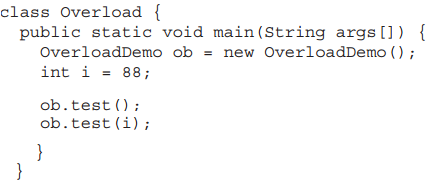 class Overload {
  public static void main(String args[]) {
    OverloadDemo ob = new OverloadDemo();
    int i = 88;
    ob.test();
    ob.test(i);
    }
  }